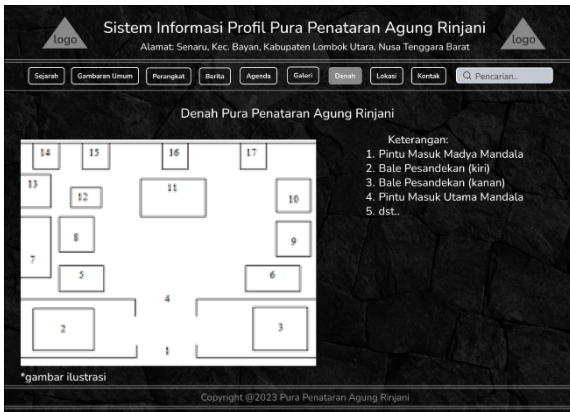 logo
Sistem Informasi Profil Pura Penataran Agung Rinjani
Alamat: Senaru, Kec. Bayan, Kabupaten Lombok Utara, Nusa Tenggara Barat
logo
Sejarah Gambaran Umum Perangkat Berita Agenda Galeri Denah Lokasi Kontak Pencarian..
Denah Pura Penataran Agung Rinjani
14 15 16 17
13 12 11 10
8 9
7
5 6
4
2 3
1
*gambar ilustrasi
Keterangan:
1. Pintu Masuk Madya Mandala
2. Bale Pesandekan (kiri)
3. Bale Pesandekan (kanan)
4. Pintu Masuk Utama Mandala
5. dst..
Copyright @2023 Pura Penataran Agung Rinjani